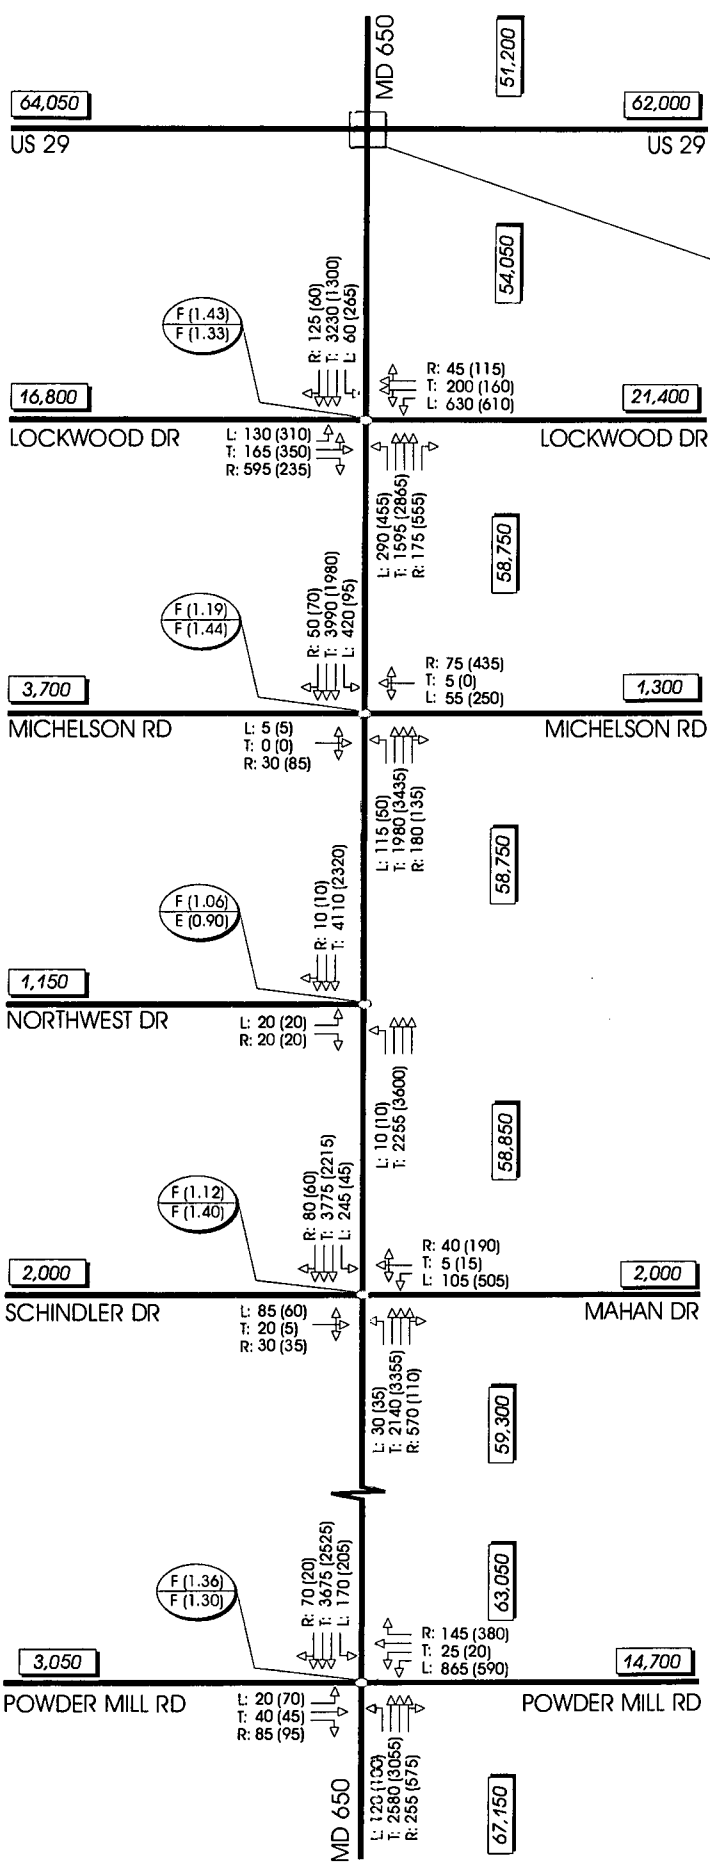 MD 650
51,200
64,050
62,000
US 29
US 29
54,050
R: 125 (60)
T: 3230 (1300)
L: 60 (265)
F (1.43)
F (1.33)
R: 45 (115)
T: 200 (160)
L: 630 (610)
16,800
21,400
LOCKWOOD DR
LOCKWOOD DR
L: 130 (310)
T: 165 (350)
R: 595 (235)
L: 290 (455)
T: 1595 (2865)
R: 175 (555)
58,750
R: 50 (70)
T: 3990 (1980)
L: 420 (95)
F (1.19)
F (1.44)
R: 75 (435)
T: 5 (0)
L: 55 (250)
3,700
1,300
MICHELSON RD
MICHELSON RD
L: 5 (5)
T: 0 (0)
R: 30 (85)
L: 115 (50)
T: 1980 (3435)
R: 180 (135)
58,750
R: 10 (10)
T: 4110 (2320)
F (1.06)
E (0.90)
1,150
NORTHWEST DR
L: 20 (20)
R: 20 (20)
L: 10 (10)
T: 2255 (3600)
58,850
R: 80 (60)
T: 3775 (2215)
L: 245 (45)
F (1.12)
F (1.40)
R: 40 (190)
T: 5 (15)
L: 105 (505)
2,000
2,000
SCHINDLER DR
MAHAN DR
L: 85 (60)
T: 20 (5)
R: 30 (35)
L: 30 (35)
T: 2140 (3355)
R: 570 (110)
59,300
R: 70 (20)
T: 3675 (2525)
L: 170 (205)
63,050
F (1.36)
F (1.30)
R: 145 (380)
T: 25 (20)
L: 865 (590)
3,050
14,700
POWDER MILL RD
POWDER MILL RD
L: 20 (70)
T: 40 (45)
R: 85 (95)
L: 120 (100)
T: 2580 (3055)
R: 255 (575)
67,150
MD 650